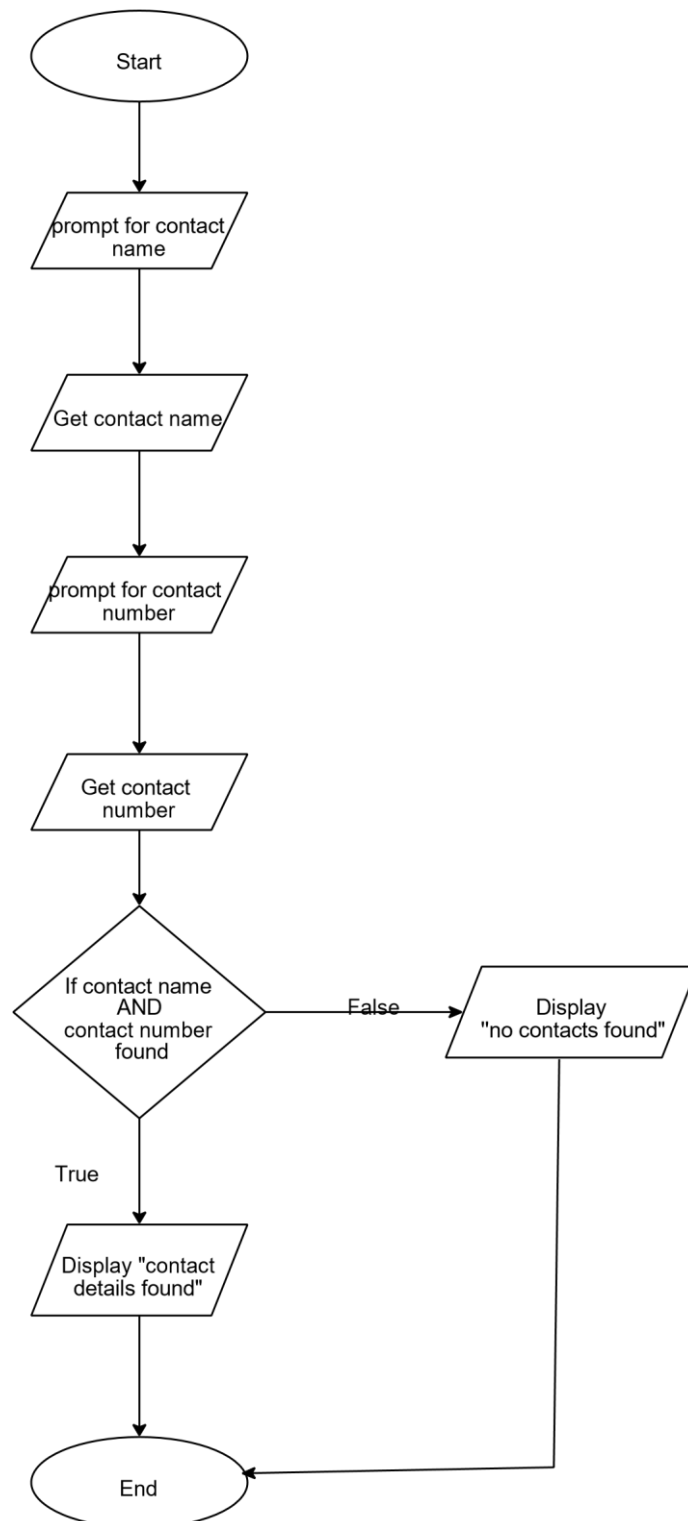 Start
prompt for contact
name
Get contact name
prompt for contact
number
Get contact
number
If contact name
AND
contact number
found
False
Display
"no contacts found"
True
Display "contact
details found"
End